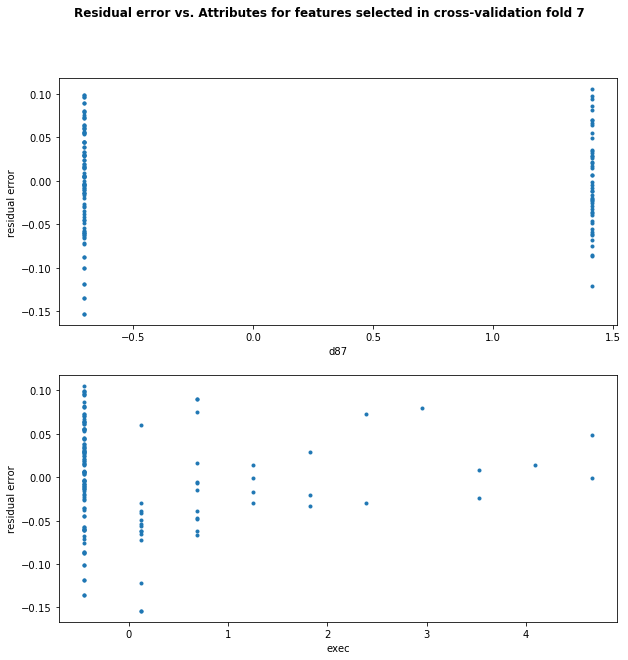 Residual error vs. Attributes for features selected in cross-validation fold 7
0.10
0.05
0.00
−0.05
−0.10
−0.15
residual error
−0.5 0.0 0.5 1.0 1.5
d87
0.10
0.05
0.00
−0.05
−0.10
−0.15
residual error
0 1 2 3 4
exec